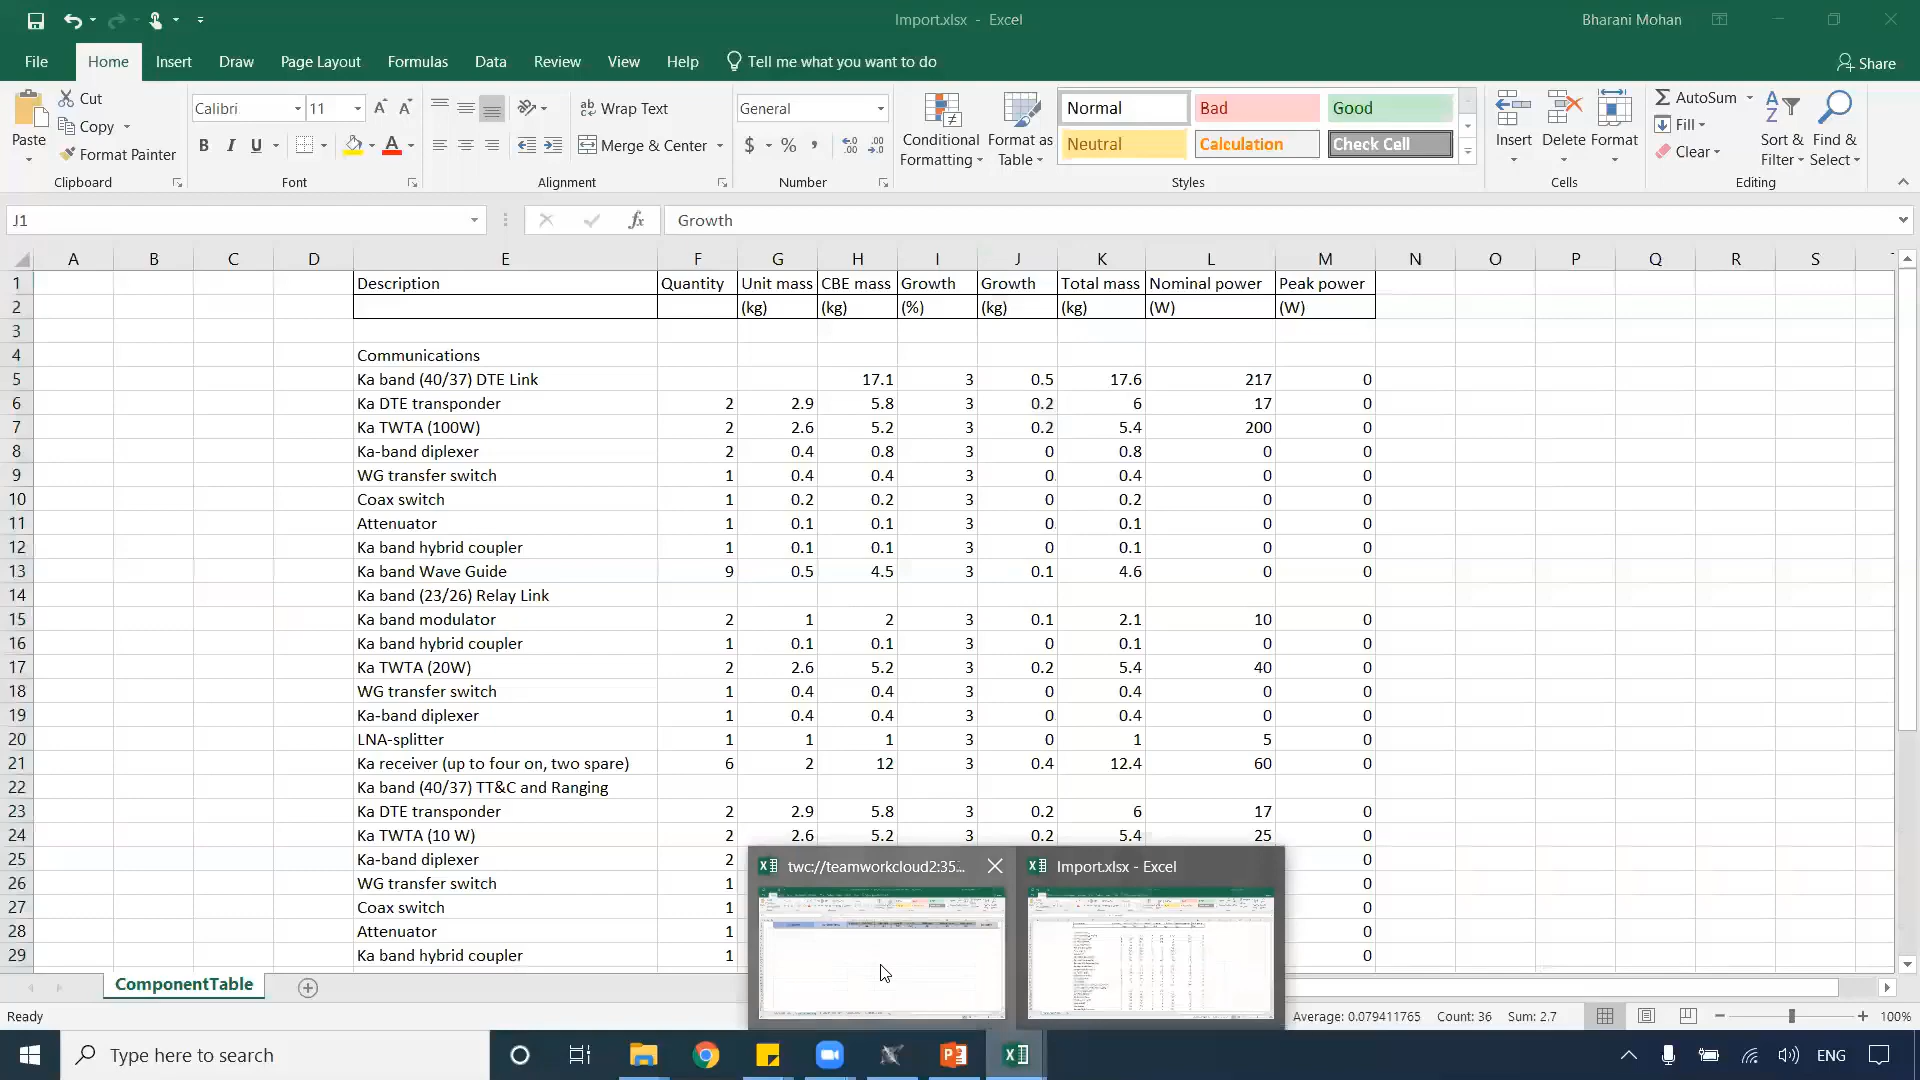 Import.xlsx - Excel
Bharani Mohan
File Home Insert Draw Page Layout Formulas Data Review View Help Tell me what you want to do
Share
Paste
Cut
Copy
Format Painter
Clipboard
Calibri 11
B I U
Font
Wrap Text
Merge & Center
Alignment
General
$ % ,
Number
Conditional Formatting
Format as Table
Normal Bad Good
Neutral Calculation Check Cell
Styles
Insert Delete Format
Cells
AutoSum
Fill
Clear
Sort & Filter
Find & Select
Editing
J1 fx Growth
A B C D E F G H I J K L M N O P Q R S
1 Description Quantity Unit mass CBE mass Growth Growth Total mass Nominal power Peak power
2 (kg) (kg) (%) (kg) (kg) (W) (W)
3
4 Communications
5 Ka band (40/37) DTE Link 17.1 3 0.5 17.6 217 0
6 Ka DTE transponder 2 2.9 5.8 3 0.2 6 17 0
7 Ka TWTA (100W) 2 2.6 5.2 3 0.2 5.4 200 0
8 Ka-band diplexer 2 0.4 0.8 3 0 0.8 0 0
9 WG transfer switch 1 0.4 0.4 3 0 0.4 0 0
10 Coax switch 1 0.2 0.2 3 0 0.2 0 0
11 Attenuator 1 0.1 0.1 3 0 0.1 0 0
12 Ka band hybrid coupler 1 0.1 0.1 3 0 0.1 0 0
13 Ka band Wave Guide 9 0.5 4.5 3 0.1 4.6 0 0
14 Ka band (23/26) Relay Link
15 Ka band modulator 2 1 2 3 0.1 2.1 10 0
16 Ka band hybrid coupler 1 0.1 0.1 3 0 0.1 0 0
17 Ka TWTA (20W) 2 2.6 5.2 3 0.2 5.4 40 0
18 WG transfer switch 1 0.4 0.4 3 0 0.4 0 0
19 Ka-band diplexer 1 0.4 0.4 3 0 0.4 0 0
20 LNA-splitter 1 1 1 3 0 1 5 0
21 Ka receiver (up to four on, two spare) 6 2 12 3 0.4 12.4 60 0
22 Ka band (40/37) TT&C and Ranging
23 Ka DTE transponder 2 2.9 5.8 3 0.2 6 17 0
24 Ka TWTA (10 W) 2 2.6 5.2 3 0.2 5.4 25 0
25 Ka-band diplexer 2 0
26 WG transfer switch 1 0
27 Coax switch 1 0
28 Attenuator 1 0
29 Ka band hybrid coupler 1 0
twc://teamworkcloud2:35...
Import.xlsx - Excel
ComponentTable
Ready
Average: 0.079411765 Count: 36 Sum: 2.7
100%
Type here to search
ENG